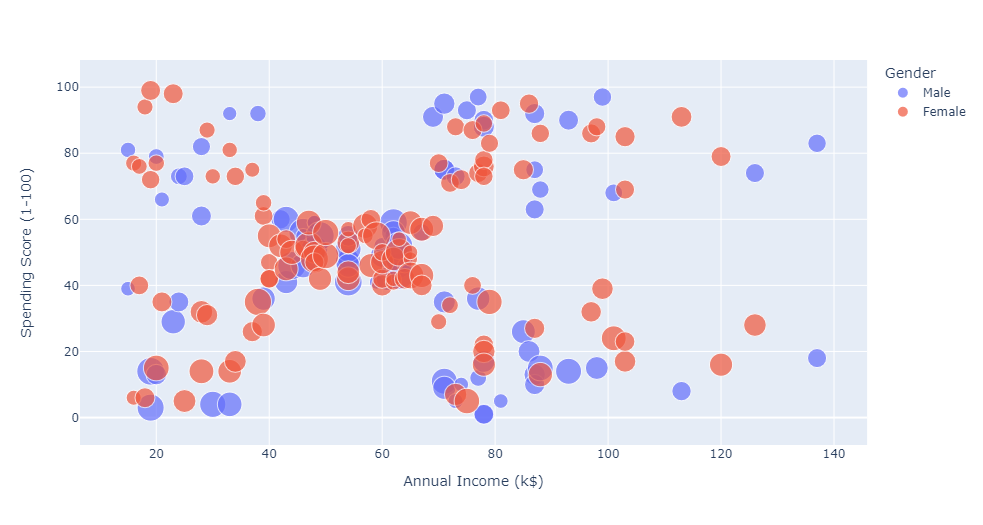 Gender
Male
Female
100
80
60
40
20
0
Spending Score (1-100)
20 40 60 80 100 120 140
Annual Income (k$)